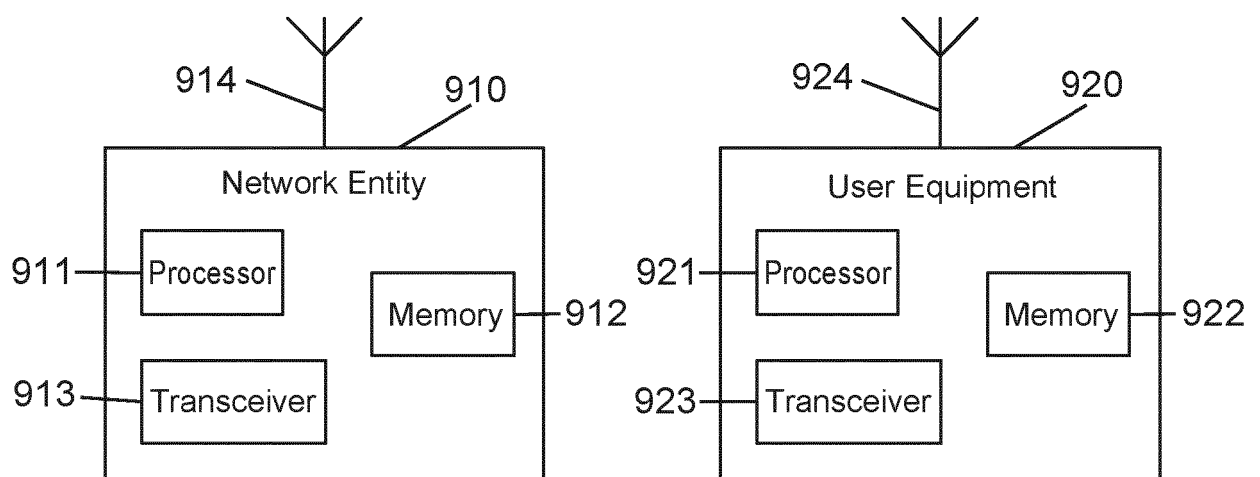 914
910
924
920
Network Entity
User Equipment
911
Processor
921
Processor
Memory
912
Memory
922
913
Transceiver
923
Transceiver